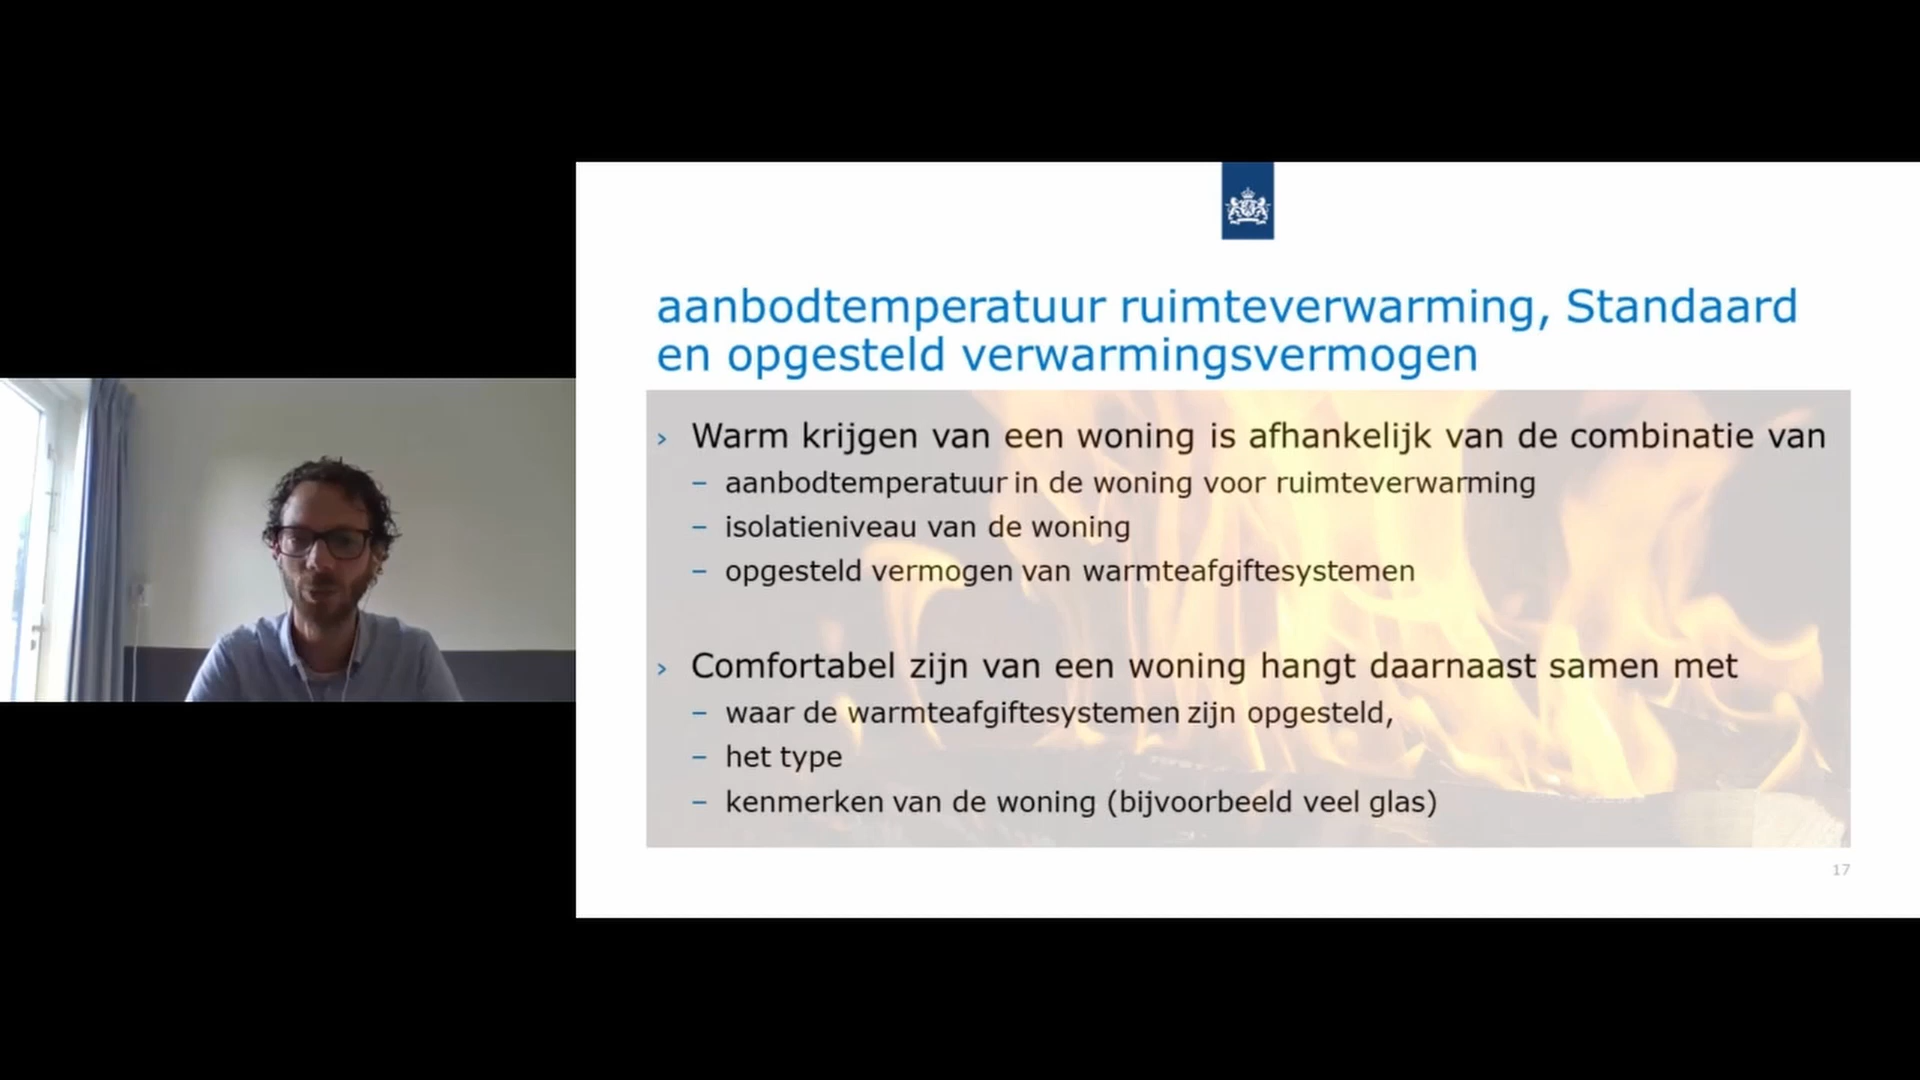 aanbodtemperatuur ruimteverwarming, Standaard
en opgesteld verwarmingsvermogen
› Warm krijgen van een woning is afhankelijk van de combinatie van
– aanbodtemperatuur in de woning voor ruimteverwarming
– isolatieniveau van de woning
– opgesteld vermogen van warmteafgiftesystemen
› Comfortabel zijn van een woning hangt daarnaast samen met
– waar de warmteafgiftesystemen zijn opgesteld,
– het type
– kenmerken van de woning (bijvoorbeeld veel glas)
17